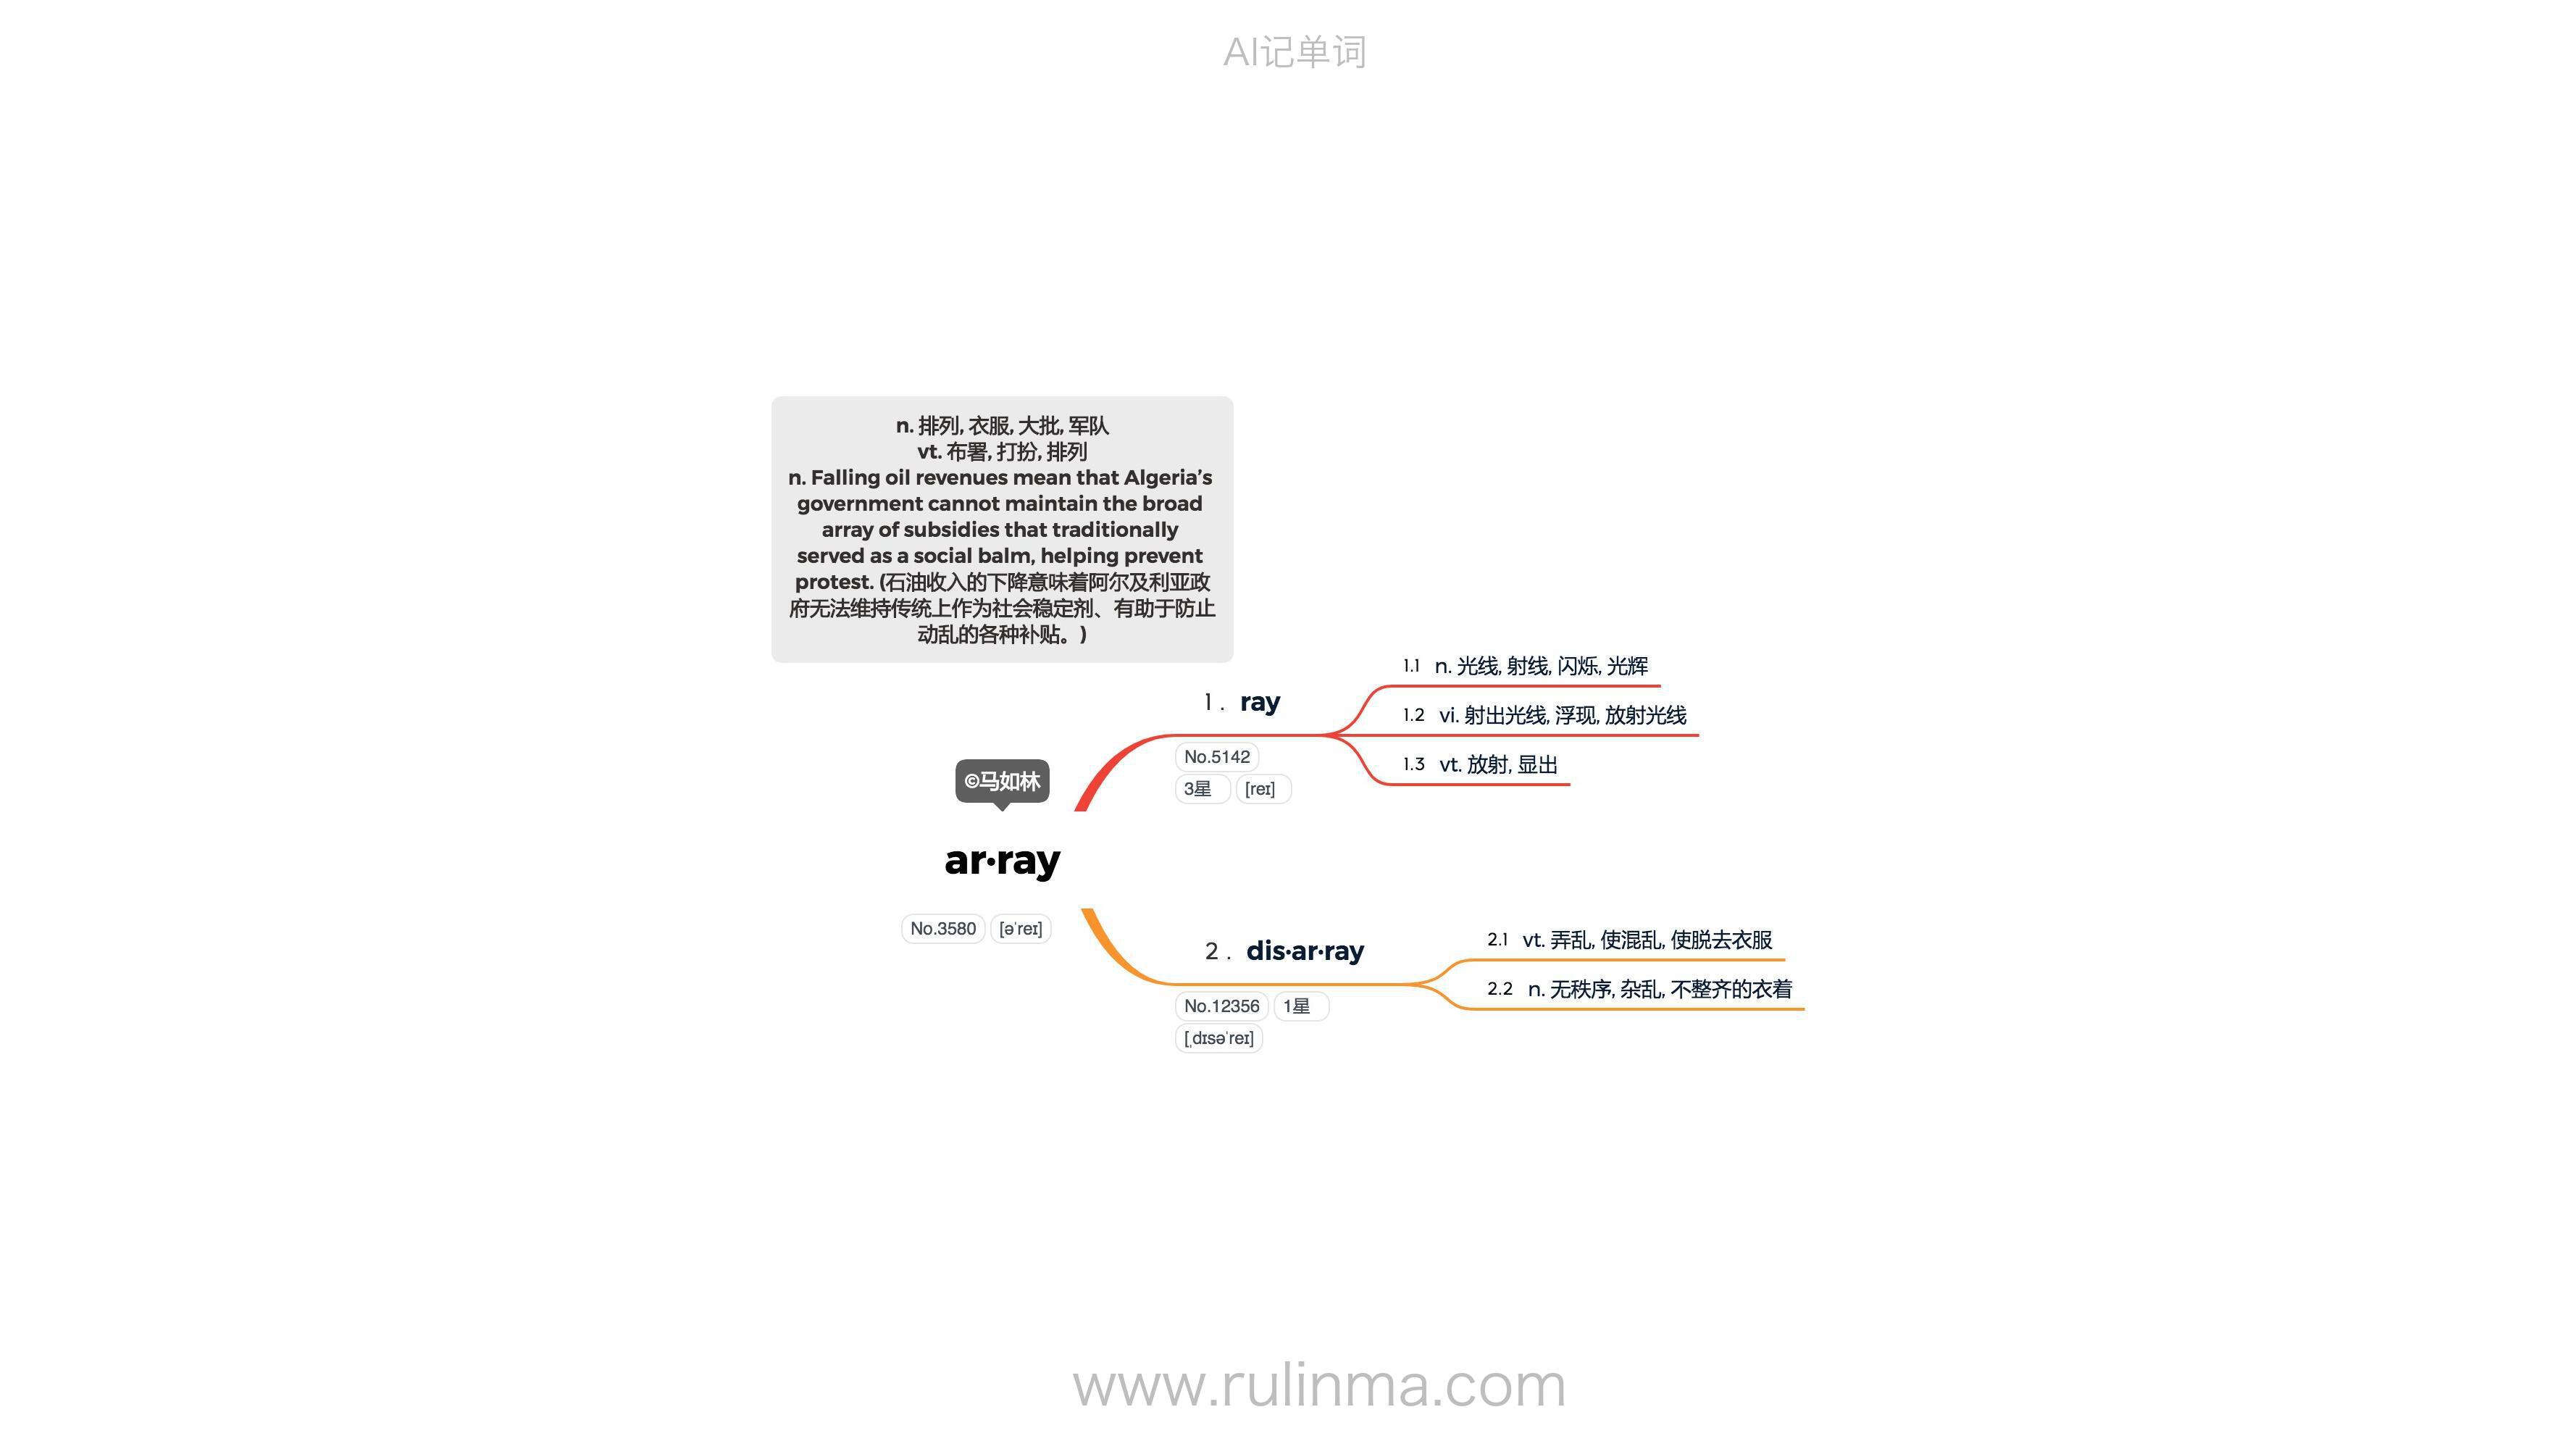 AI记单词
n. 排列, 衣服, 大批, 军队
vt. 布署, 打扮, 排列
n. Falling oil revenues mean that Algeria’s
government cannot maintain the broad
array of subsidies that traditionally
served as a social balm, helping prevent
protest. (石油收入的下降意味着阿尔及利亚政
府无法维持传统上作为社会稳定剂、有助于防止
动乱的各种补贴。)
©马如林
ar·ray
No.3580 [əˈreɪ]
1 . ray
No.5142
3星 [reɪ]
1.1 n. 光线, 射线, 闪烁, 光辉
1.2 vi. 射出光线, 浮现, 放射光线
1.3 vt. 放射, 显出
2 . dis·ar·ray
No.12356 1星
[ˌdɪsəˈreɪ]
2.1 vt. 弄乱, 使混乱, 使脱去衣服
2.2 n. 无秩序, 杂乱, 不整齐的衣着
www.rulinma.com